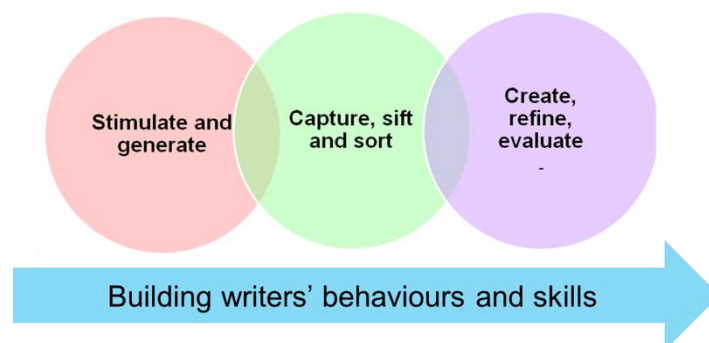 Stimulate and
generate
Capture, sift
and sort
Create,
refine,
evaluate
-
Building writers’ behaviours and skills